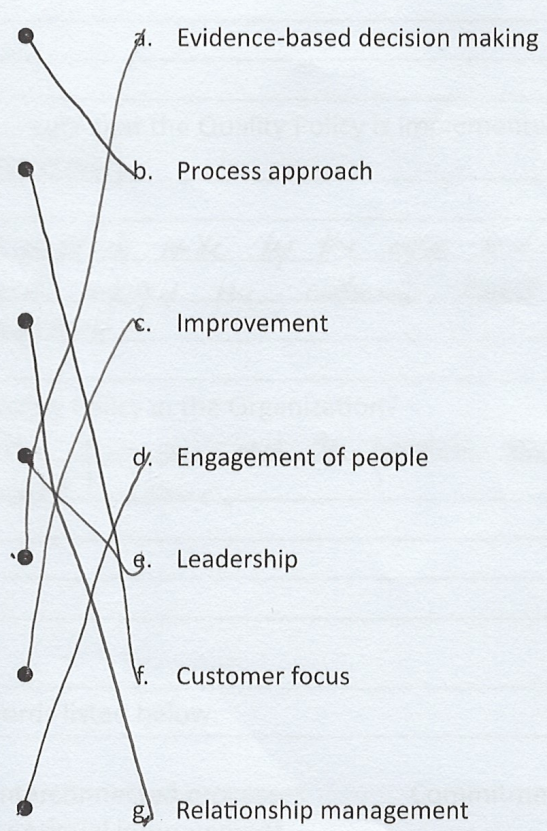 a. Evidence-based decision making
b. Process approach
c. Improvement
d. Engagement of people
e. Leadership
f. Customer focus
g. Relationship management